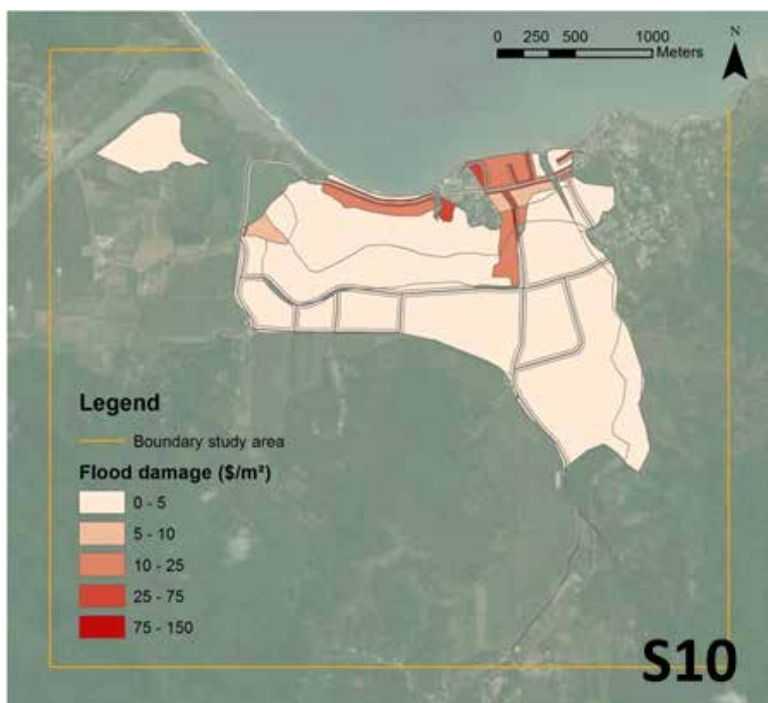 N
0 250 500 1000
Meters
Legend
Boundary study area
Flood damage ($/m²)
0 - 5
5 - 10
10 - 25
25 - 75
75 - 150
S10